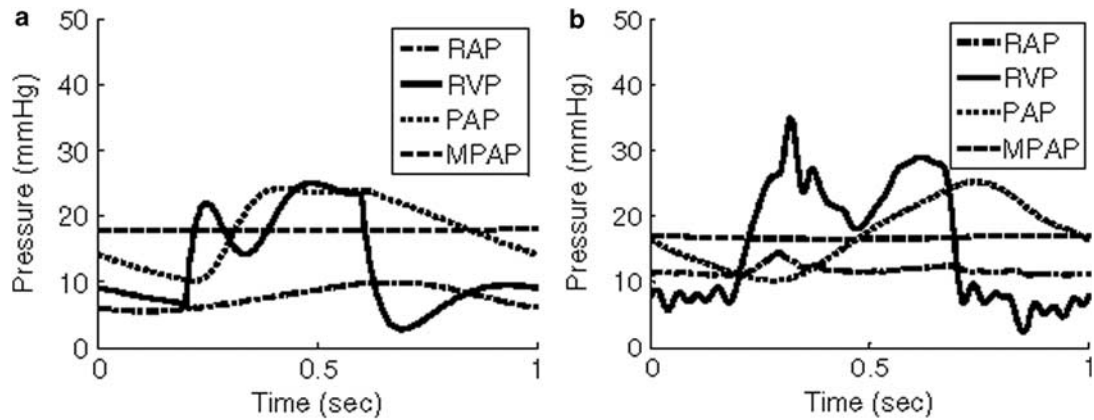 a
50
40
30
20
10
0
Pressure (mmHg)
0
0.5
1
Time (sec)
RAP
RVP
PAP
MPAP
b
50
40
30
20
10
0
Pressure (mmHg)
0
0.5
1
Time (sec)
RAP
RVP
PAP
MPAP